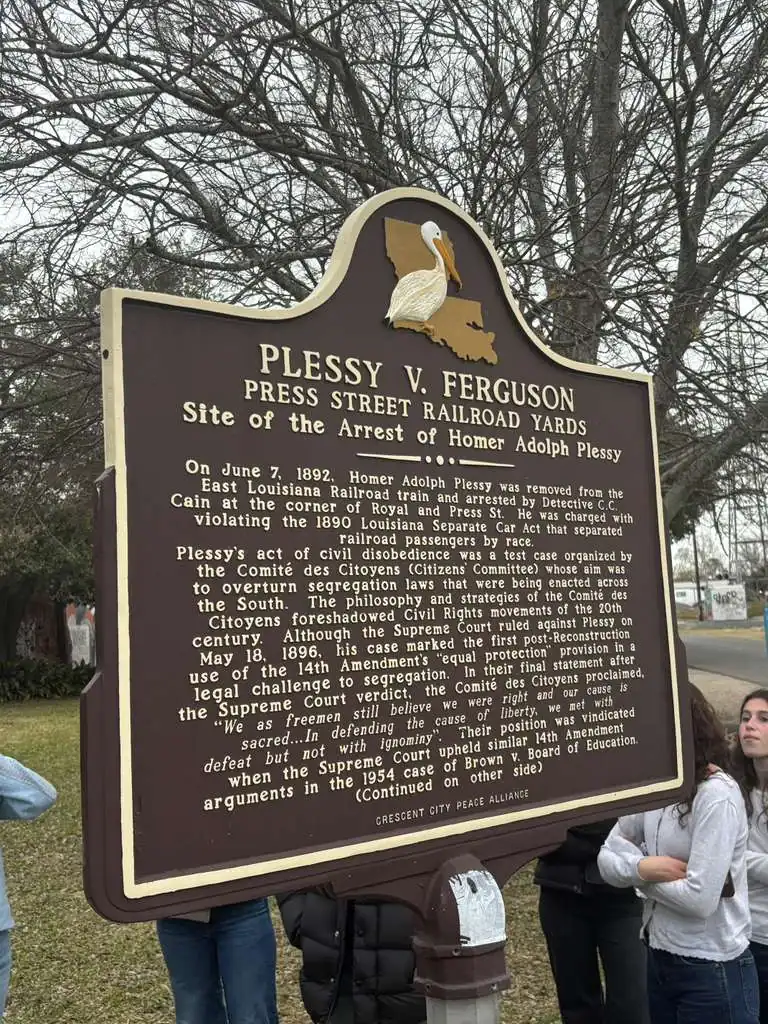 PLESSY V. FERGUSON
PRESS STREET RAILROAD YARDS
Site of the Arrest of Homer Adolph Plessy
On June 7, 1892, Homer Adolph Plessy was removed from the
East Louisiana Railroad train and arrested by Detective C.C.
Cain at the corner of Royal and Press St. He was charged with
violating the 1890 Louisiana Separate Car Act that separated
railroad passengers by race.
Plessy's act of civil disobedience was a test case organized by
the Comité des Citoyens (Citizens' Committee) whose aim was
to overturn segregation laws that were being enacted across
the South. The philosophy and strategies of the Comité des
Citoyens foreshadowed Civil Rights movements of the 20th
century. Although the Supreme Court ruled against Plessy on
May 18, 1896, his case marked the first post-Reconstruction
use of the 14th Amendment's "equal protection" provision in a
legal challenge to segregation. In their final statement after
the Supreme Court verdict, the Comité des Citoyens proclaimed,
"We as freemen still believe we were right and our cause is
sacred...In defending the cause of liberty, we met with
defeat but not with ignominy". Their position was vindicated
when the Supreme Court upheld similar 14th Amendment
arguments in the 1954 case of Brown v. Board of Education.
(Continued on other side)
CRESCENT CITY PEACE ALLIANCE